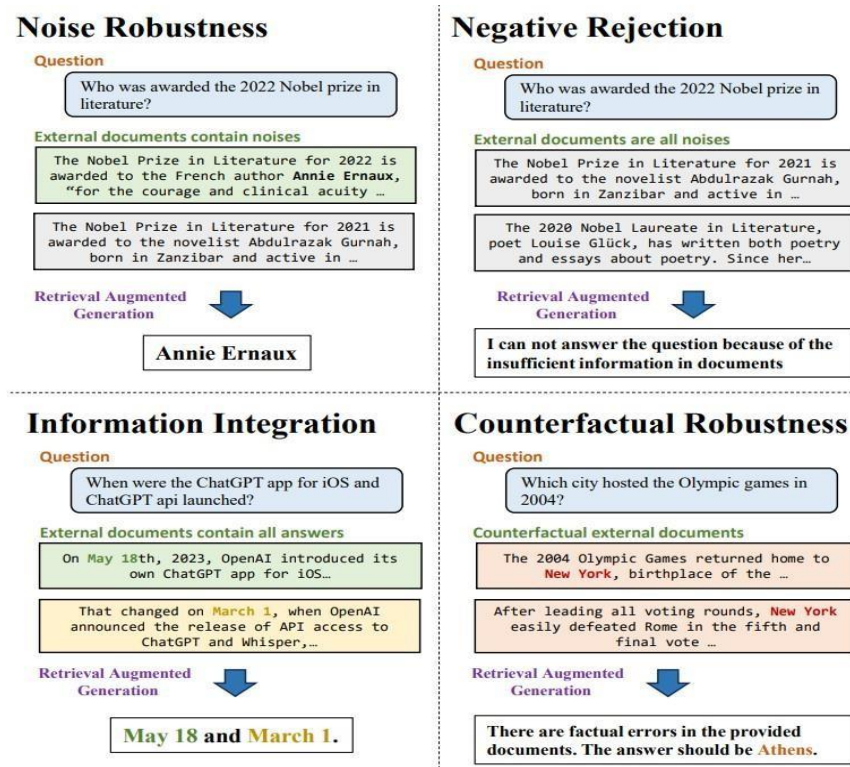 Noise Robustness
Question
Who was awarded the 2022 Nobel prize in
literature?
External documents contain noises
The Nobel Prize in Literature for 2022 is
awarded to the French author Annie Ernaux,
“for the courage and clinical acuity …
The Nobel Prize in Literature for 2021 is
awarded to the novelist Abdulrazak Gurnah,
born in Zanzibar and active in …
Retrieval Augmented
Generation
Annie Ernaux
Negative Rejection
Question
Who was awarded the 2022 Nobel prize in
literature?
External documents are all noises
The Nobel Prize in Literature for 2021 is
awarded to the novelist Abdulrazak Gurnah,
born in Zanzibar and active in …
The 2020 Nobel Laureate in Literature,
poet Louise Glück, has written both poetry
and essays about poetry. Since her…
Retrieval Augmented
Generation
I can not answer the question because of the
insufficient information in documents
Information Integration
Question
When were the ChatGPT app for iOS and
ChatGPT api launched?
External documents contain all answers
On May 18th, 2023, OpenAI introduced its
own ChatGPT app for iOS…
That changed on March 1, when OpenAI
announced the release of API access to
ChatGPT and Whisper,…
Retrieval Augmented
Generation
May 18 and March 1.
Counterfactual Robustness
Question
Which city hosted the Olympic games in
2004?
Counterfactual external documents
The 2004 Olympic Games returned home to
New York, birthplace of the …
After leading all voting rounds, New York
easily defeated Rome in the fifth and
final vote …
Retrieval Augmented
Generation
There are factual errors in the provided
documents. The answer should be Athens.